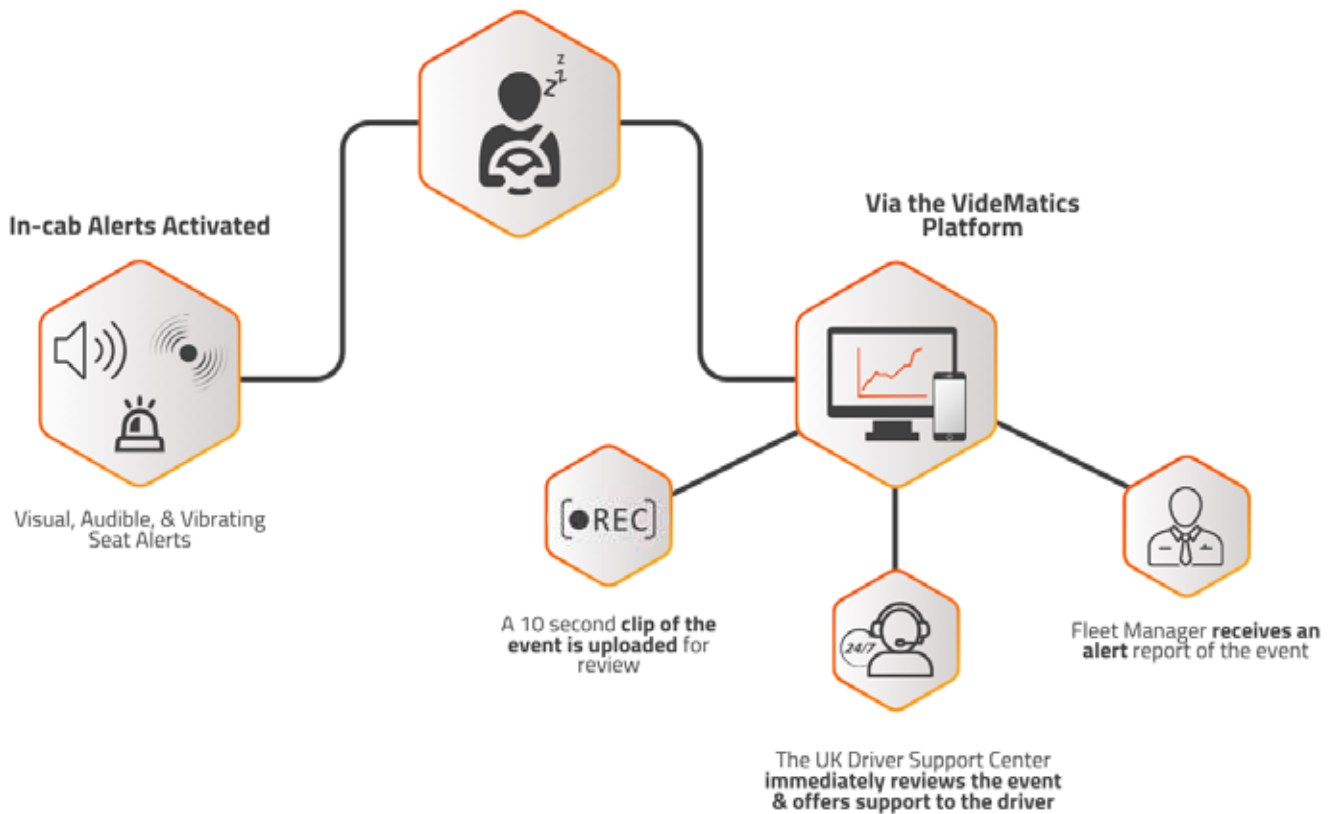 z
z
z
In-cab Alerts Activated
Visual, Audible, & Vibrating
Seat Alerts
Via the VideMatics
Platform
REC
A 10 second clip of the
event is uploaded for
review
24/7
The UK Driver Support Center
immediately reviews the event
& offers support to the driver
Fleet Manager receives an
alert report of the event